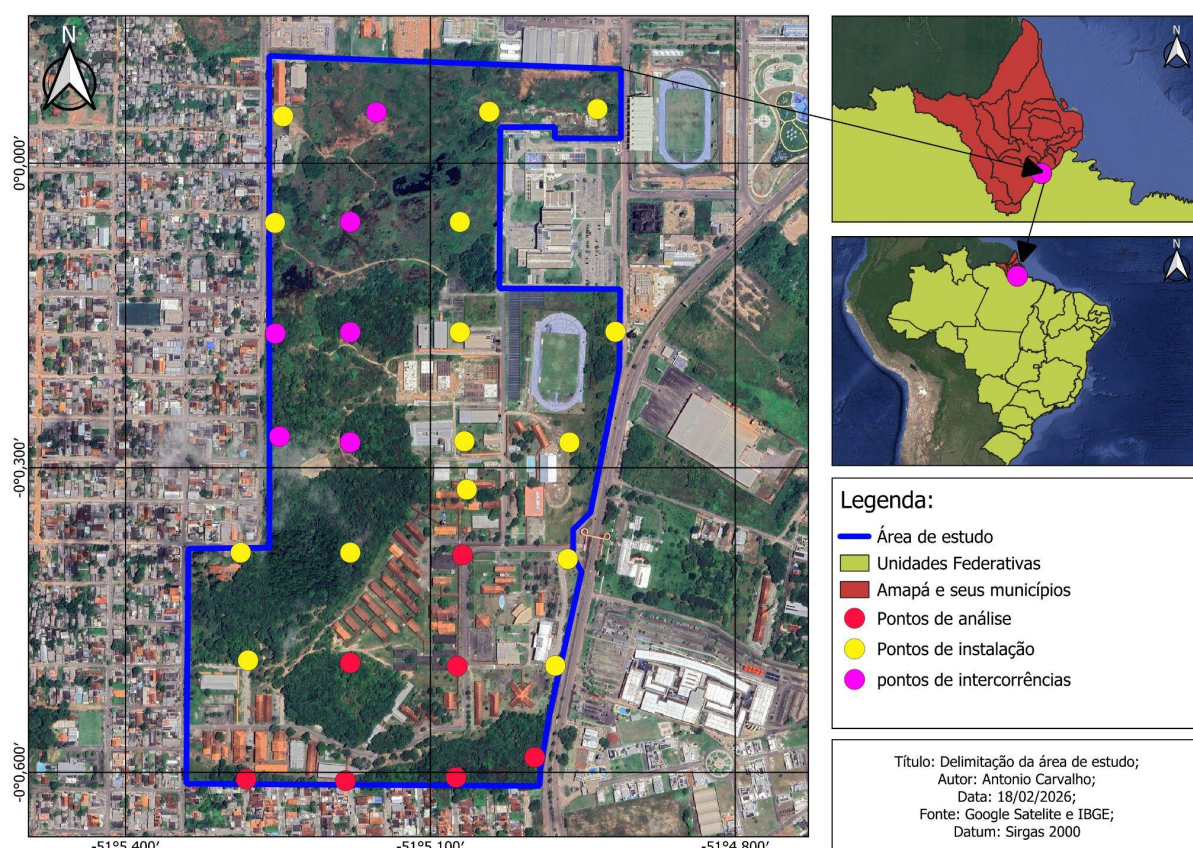 N
N
N
0°0,000′
-0°0,300′
-0°0,600′
-51°5,400′
-51°5,100′
-51°4,800′
Legenda:
Área de estudo
Unidades Federativas
Amapá e seus municípios
Pontos de análise
Pontos de instalação
pontos de intercorrências
Título: Delimitação da área de estudo;
Autor: Antonio Carvalho;
Data: 18/02/2026;
Fonte: Google Satelite e IBGE;
Datum: Sirgas 2000